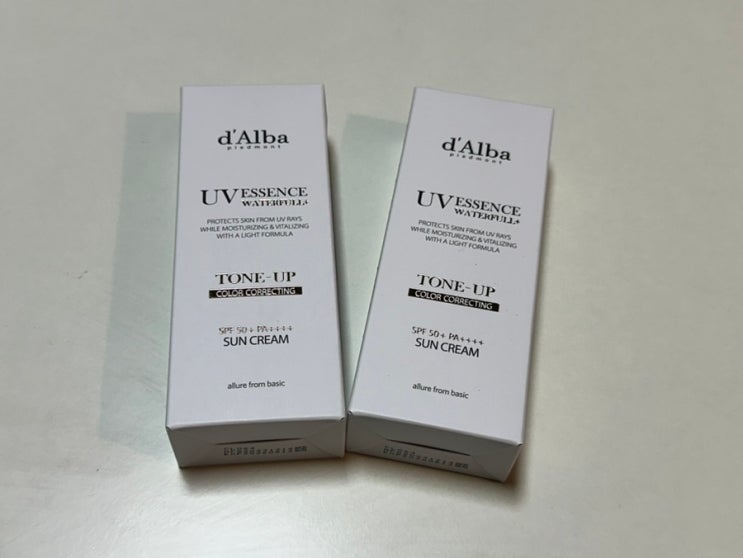 d'Alba
piedmont
UV ESSENCE
WATERFULL+
PROTECTS SKIN FROM UV RAYS
WHILE MOISTURIZING & VITALIZING
WITH A LIGHT FORMULA
TONE-UP
COLOR CORRECTING
SPF 50+ PA++++
SUN CREAM
allure from basic
d'Alba
piedmont
UV ESSENCE
WATERFULL+
PROTECTS SKIN FROM UV RAYS
WHILE MOISTURIZING & VITALIZING
WITH A LIGHT FORMULA
TONE-UP
COLOR CORRECTING
SPF 50+ PA++++
SUN CREAM
allure from basic